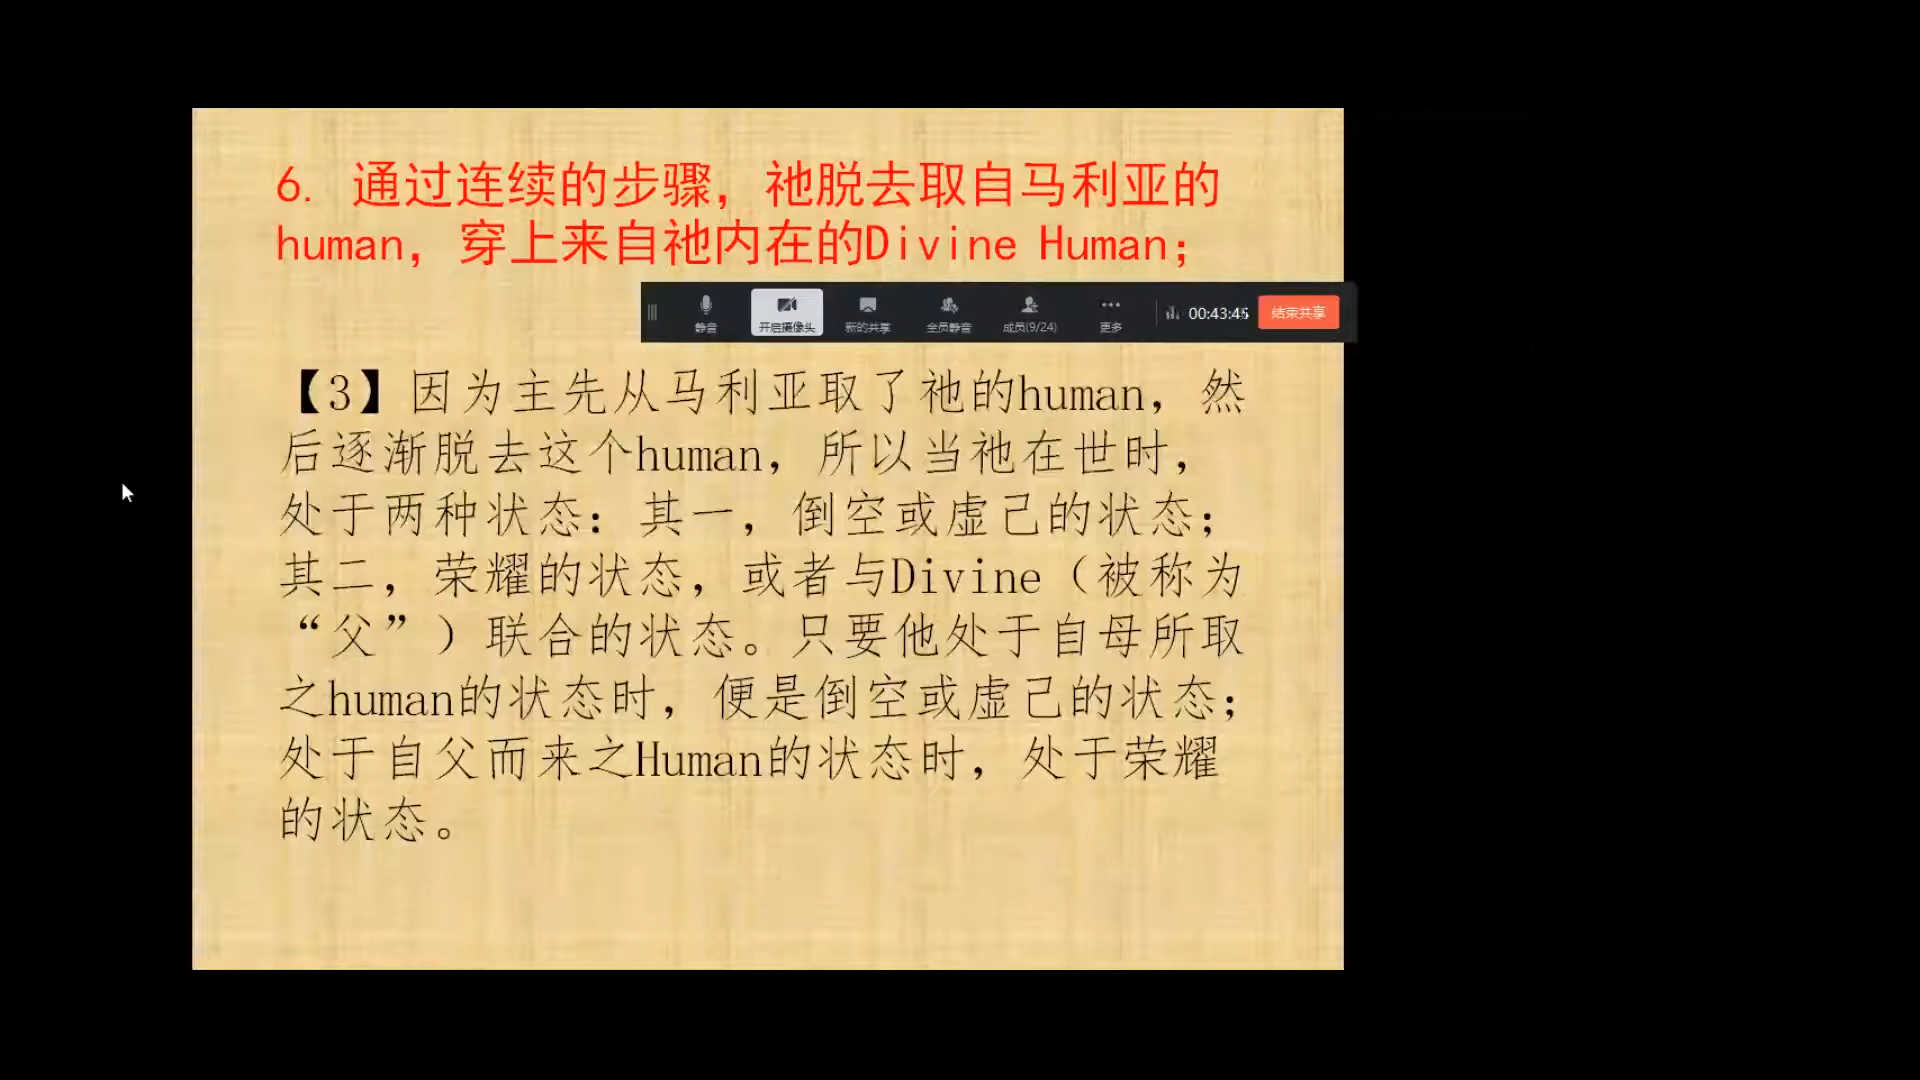 6. 通过连续的步骤，祂脱去取自马利亚的
human，穿上来自祂内在的Divine Human；
静音
开启摄像头
新的共享
全员静音
成员(9/24)
更多
00:43:45
结束共享
【3】因为主先从马利亚取了祂的human，然
后逐渐脱去这个human，所以当祂在世时，
处于两种状态：其一，倒空或虚己的状态；
其二，荣耀的状态，或者与Divine（被称为
“父”）联合的状态。只要他处于自母所取
之human的状态时，便是倒空或虚己的状态；
处于自父而来之Human的状态时，处于荣耀
的状态。